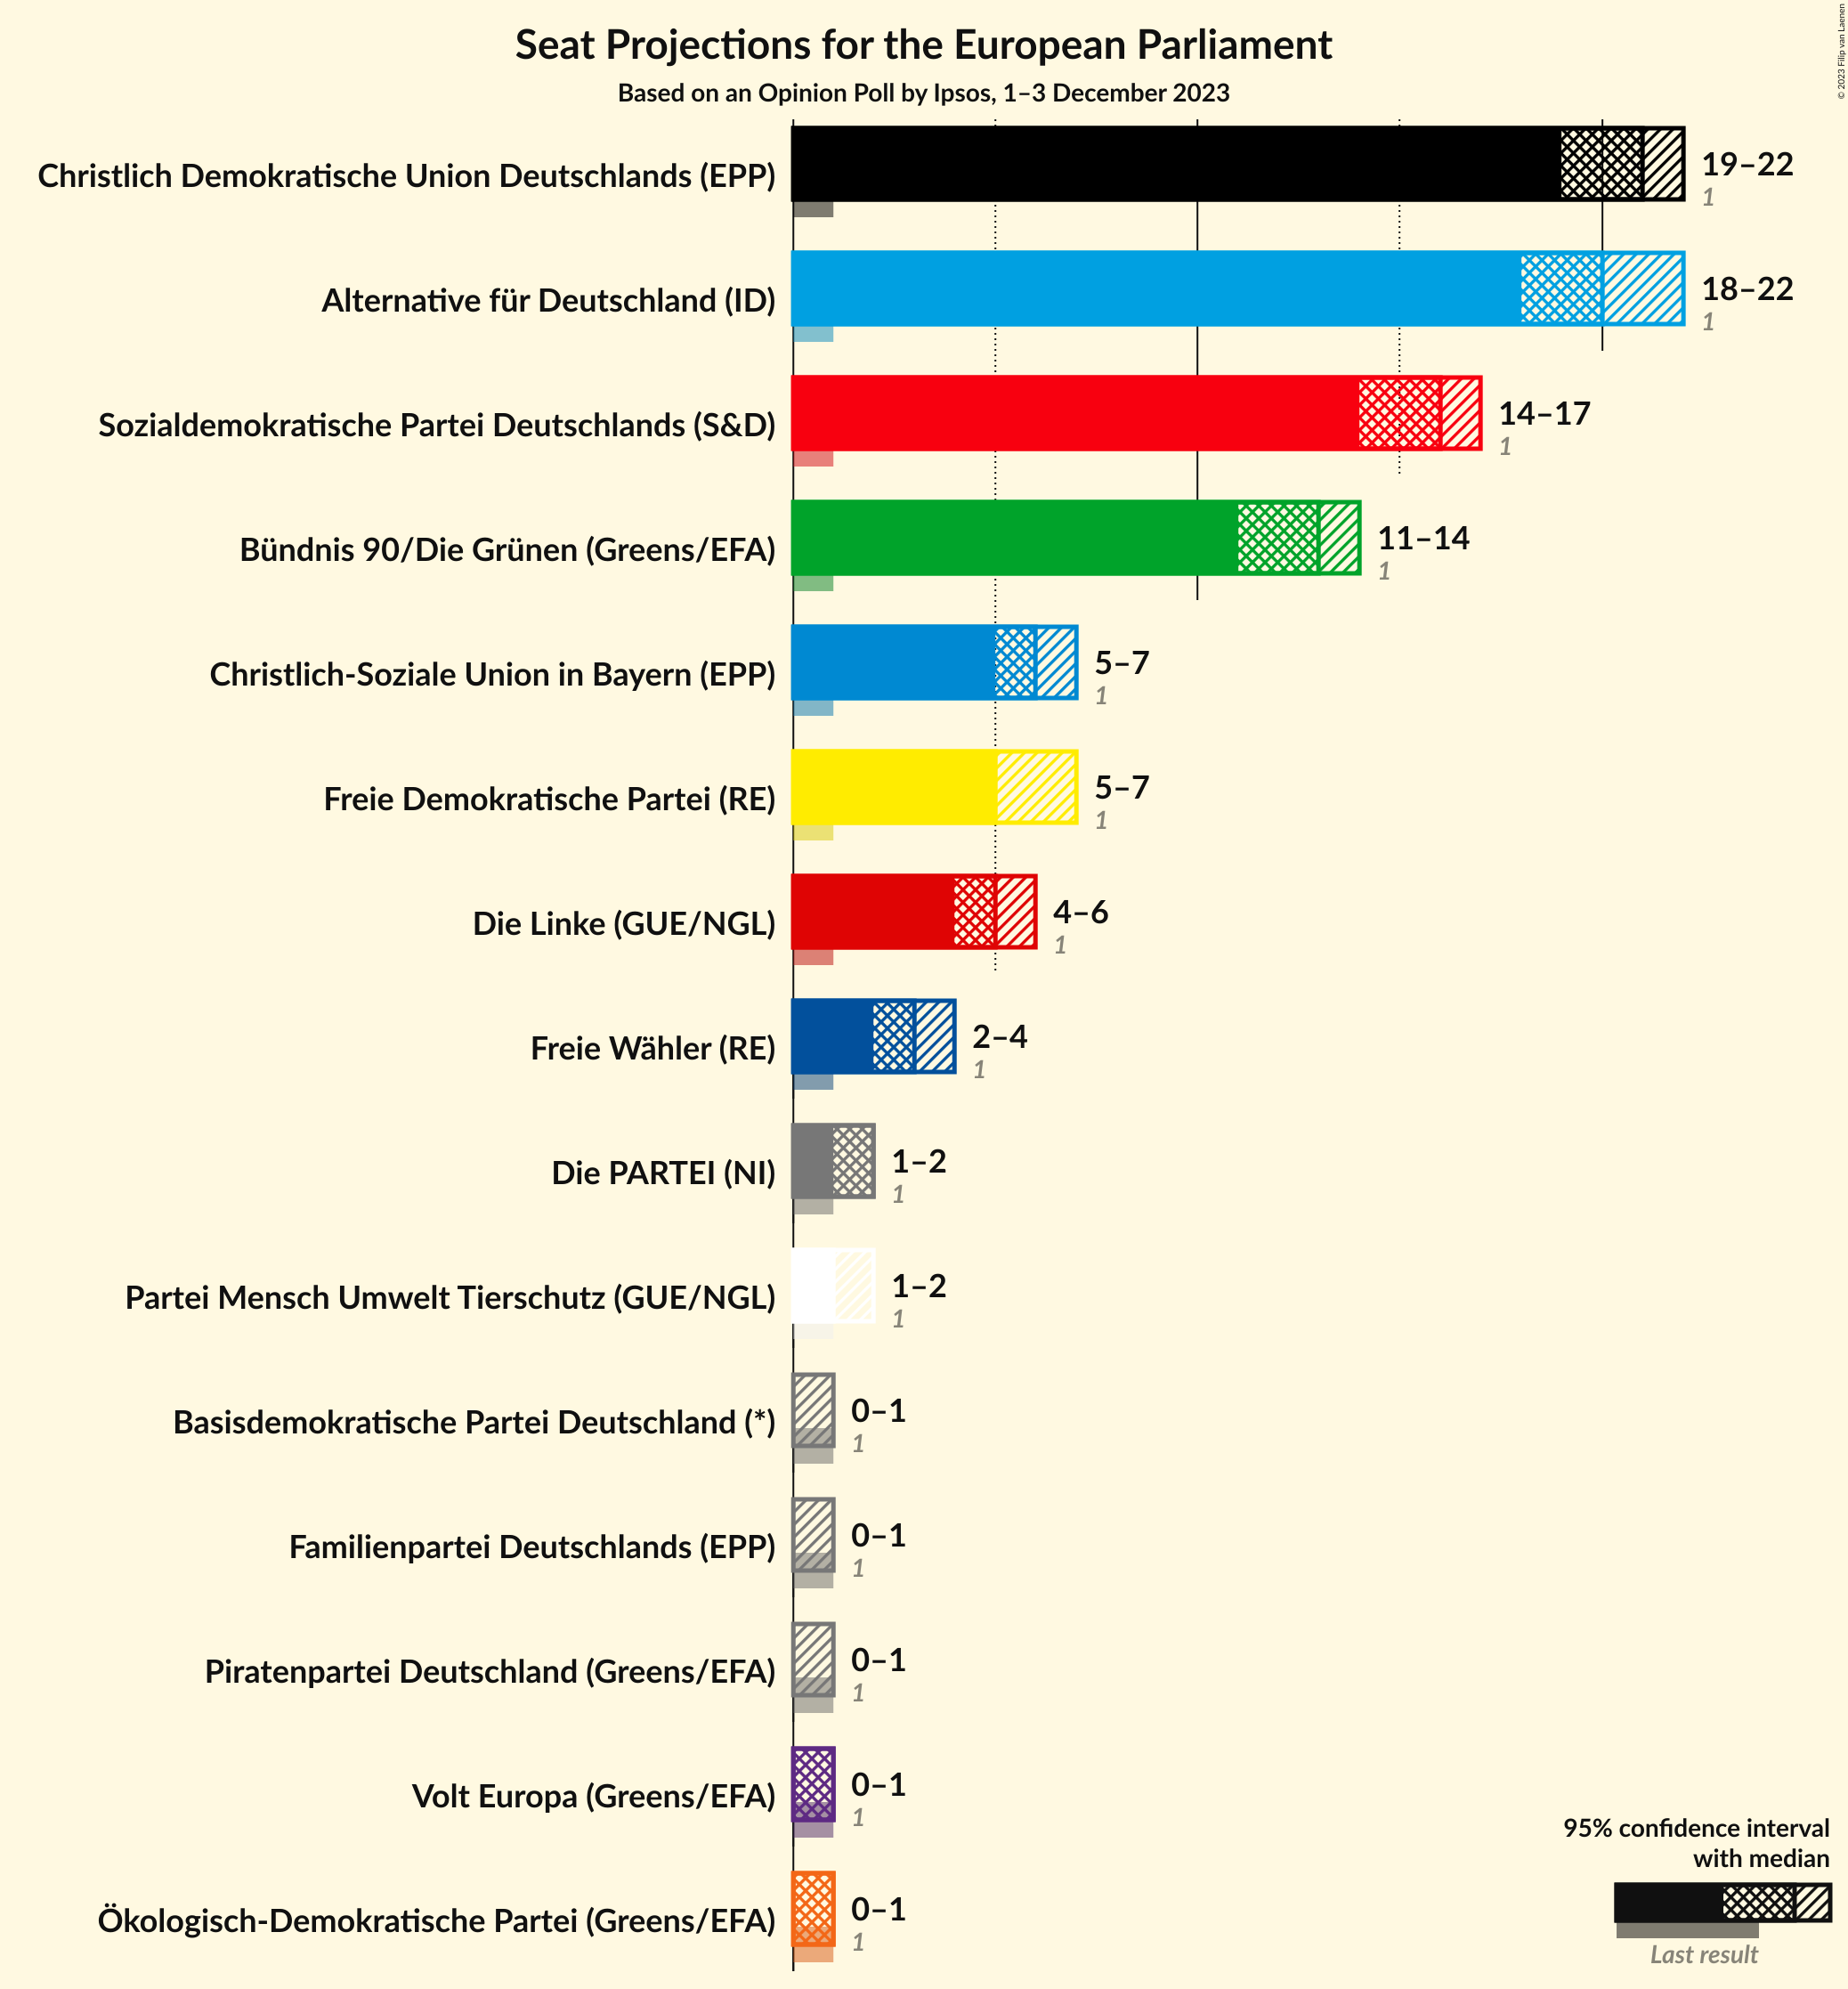 Seat Projections for the European Parliament
Based on an Opinion Poll by Ipsos, 1–3 December 2023
© 2023 Filip van Laenen
Christlich Demokratische Union Deutschlands (EPP)
19–22
1
Alternative für Deutschland (ID)
18–22
1
Sozialdemokratische Partei Deutschlands (S&D)
14–17
1
Bündnis 90/Die Grünen (Greens/EFA)
11–14
1
Christlich-Soziale Union in Bayern (EPP)
5–7
1
Freie Demokratische Partei (RE)
5–7
1
Die Linke (GUE/NGL)
4–6
1
Freie Wähler (RE)
2–4
1
Die PARTEI (NI)
1–2
1
Partei Mensch Umwelt Tierschutz (GUE/NGL)
1–2
1
Basisdemokratische Partei Deutschland (*)
0–1
1
Familienpartei Deutschlands (EPP)
0–1
1
Piratenpartei Deutschland (Greens/EFA)
0–1
1
Volt Europa (Greens/EFA)
0–1
1
Ökologisch-Demokratische Partei (Greens/EFA)
0–1
1
95% confidence interval
with median
Last result